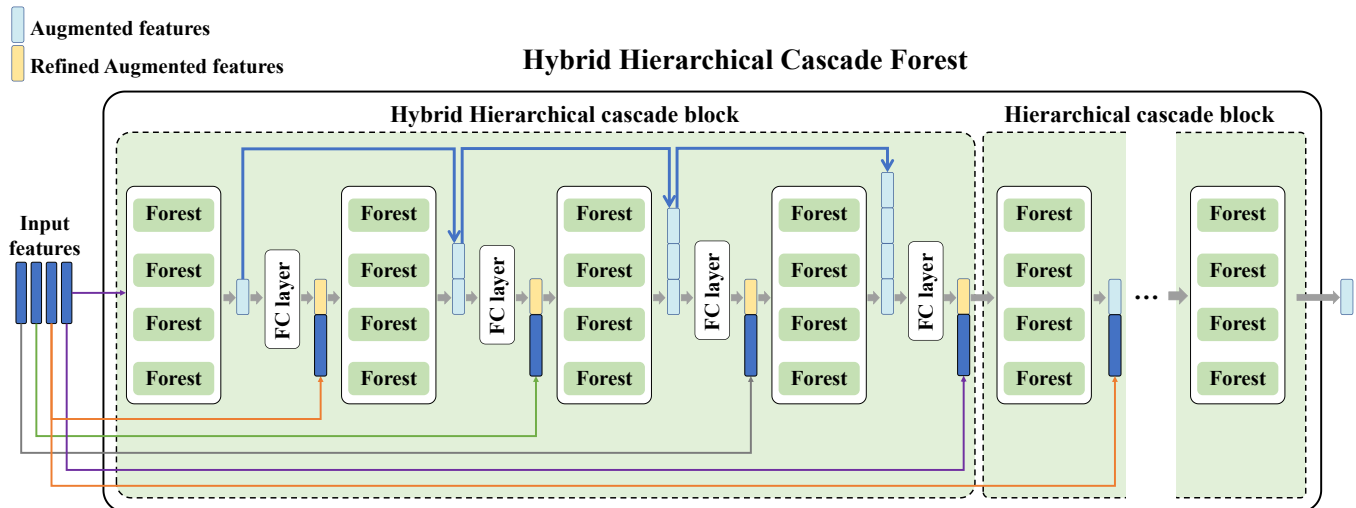 Augmented features
Refined Augmented features
Hybrid Hierarchical Cascade Forest
Hybrid Hierarchical cascade block
Hierarchical cascade block
Input
features
Forest
Forest
Forest
Forest
FC layer
Forest
Forest
Forest
Forest
FC layer
Forest
Forest
Forest
Forest
FC layer
Forest
Forest
Forest
Forest
FC layer
Forest
Forest
Forest
Forest
...
Forest
Forest
Forest
Forest